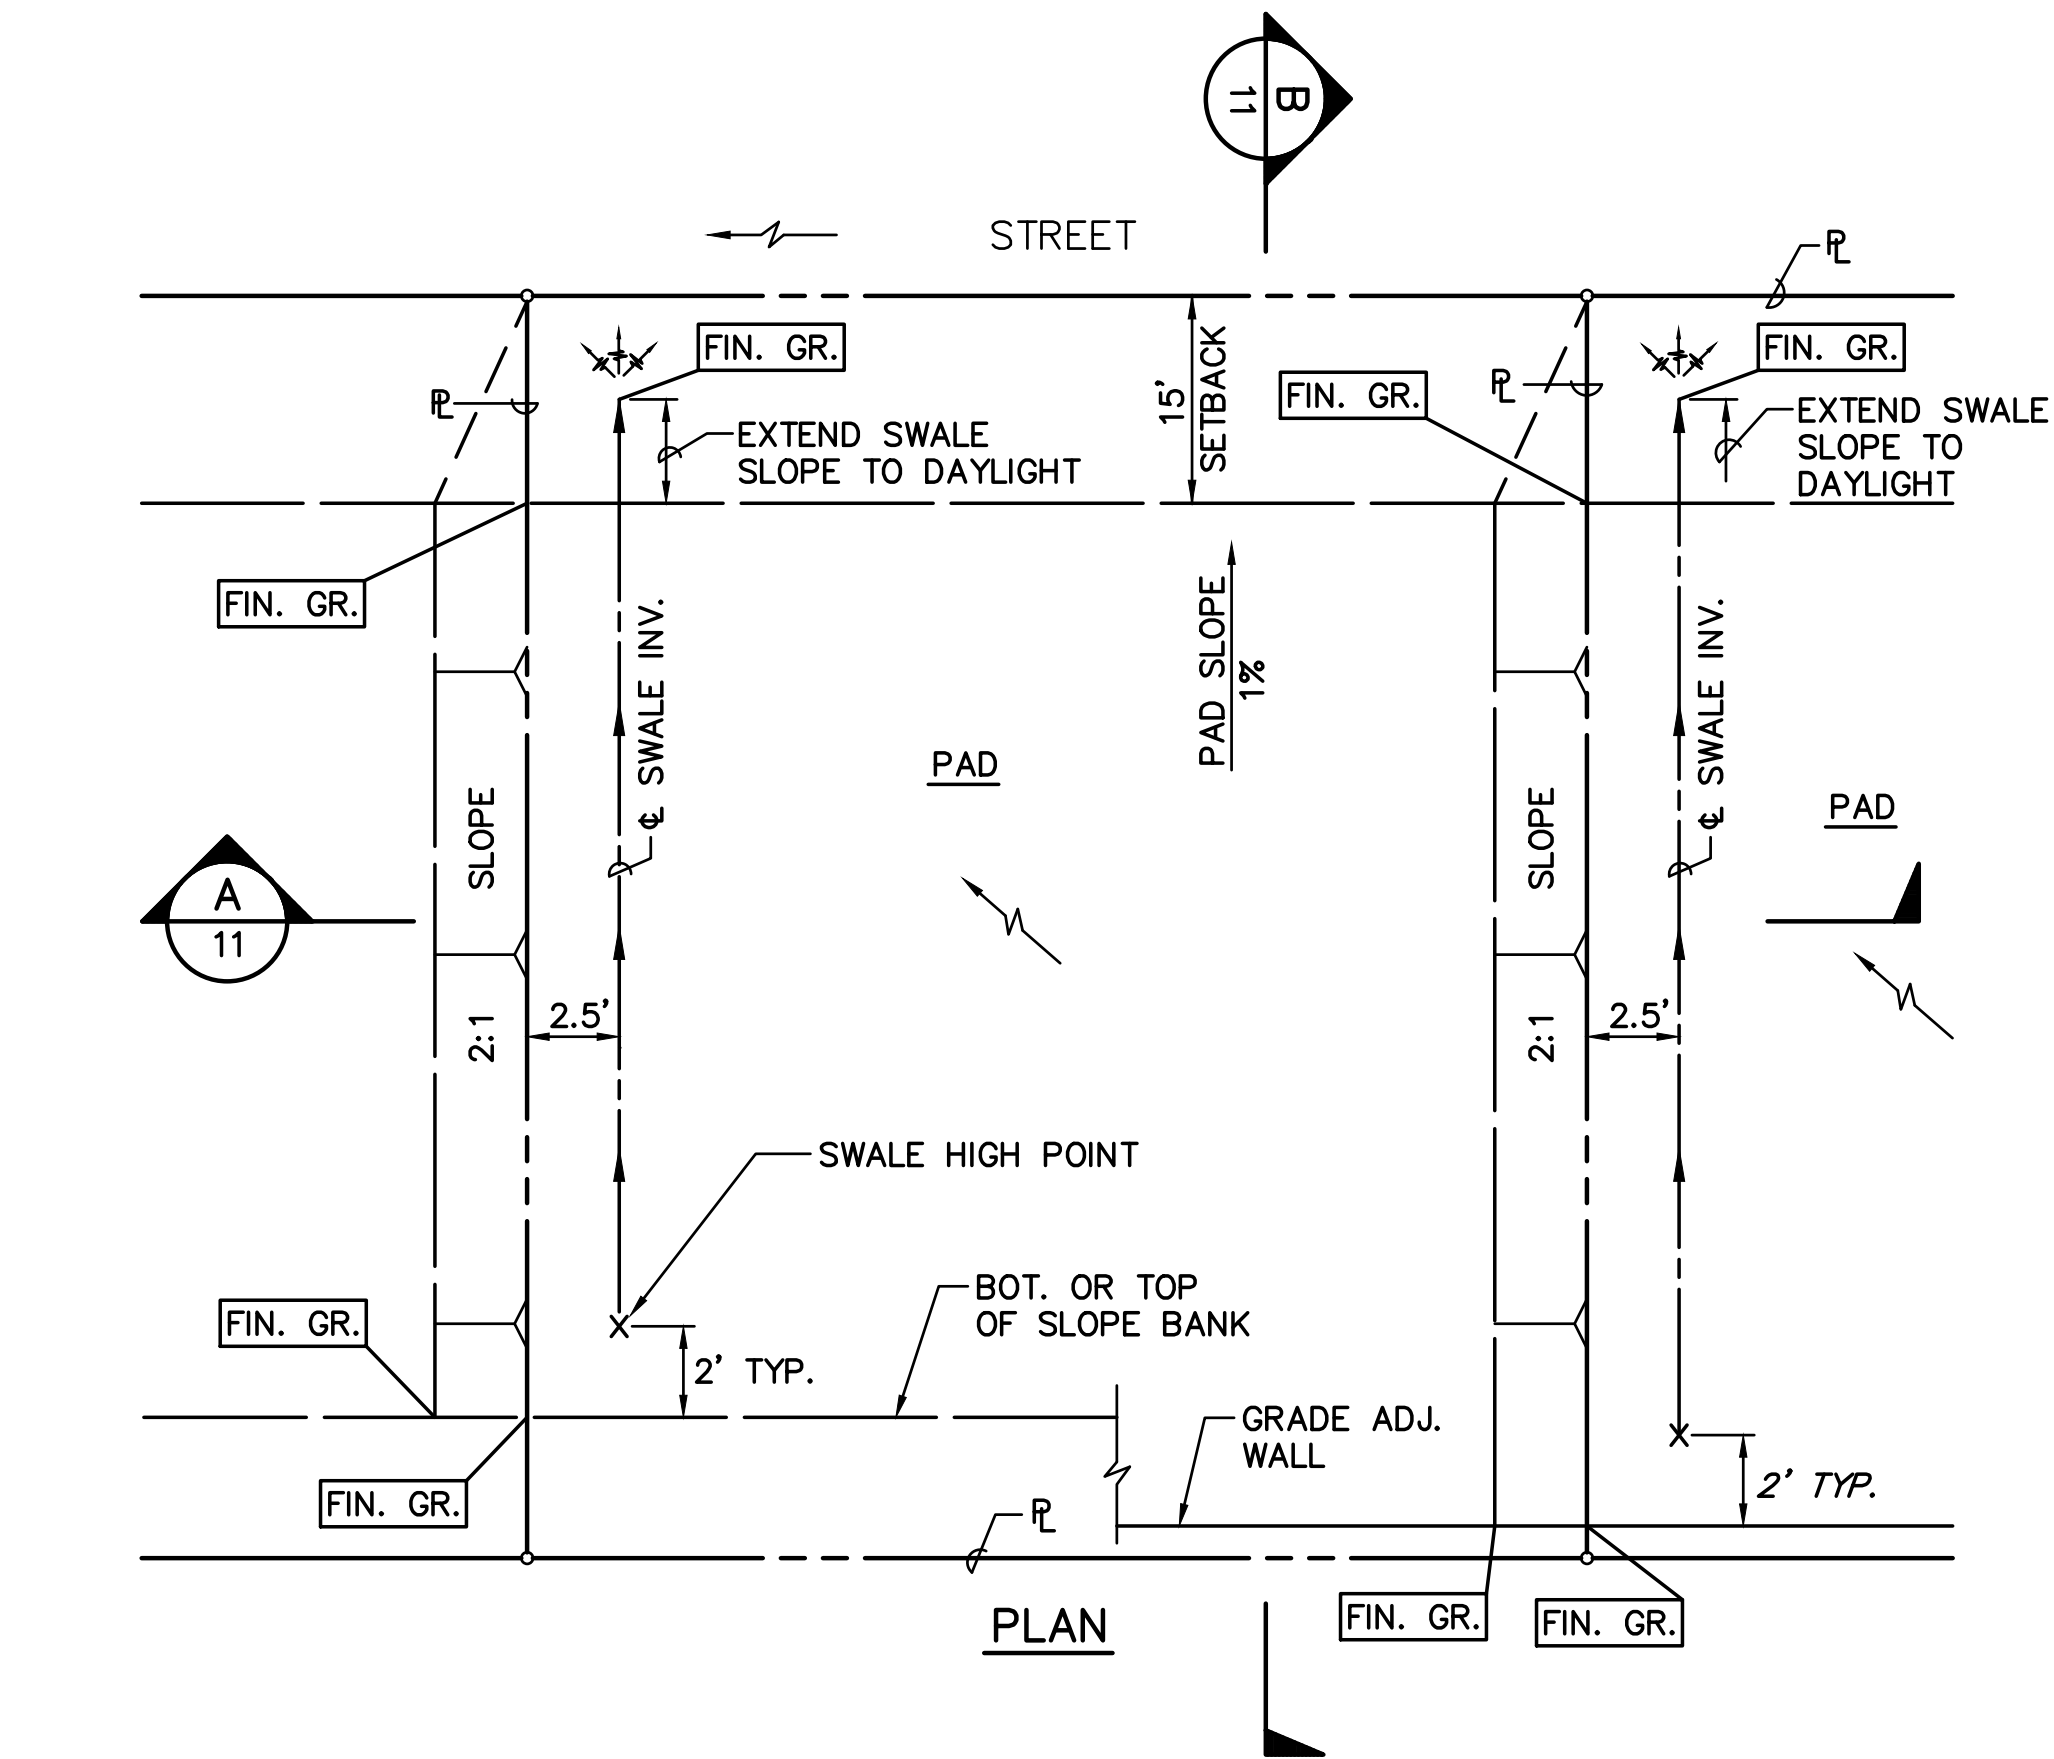 B
11
STREET
PL
FIN. GR.
FIN. GR.
PL
EXTEND SWALE
SLOPE TO DAYLIGHT
15'
SETBACK
FIN. GR.
PL
EXTEND SWALE
SLOPE TO
DAYLIGHT
FIN. GR.
CL SWALE INV.
PAD SLOPE
1%
CL SWALE INV.
PAD
PAD
SLOPE
SLOPE
A
11
2:1
2.5'
2:1
2.5'
SWALE HIGH POINT
BOT. OR TOP
OF SLOPE BANK
FIN. GR.
2' TYP.
GRADE ADJ.
WALL
FIN. GR.
2' TYP.
PL
PLAN
FIN. GR.
FIN. GR.